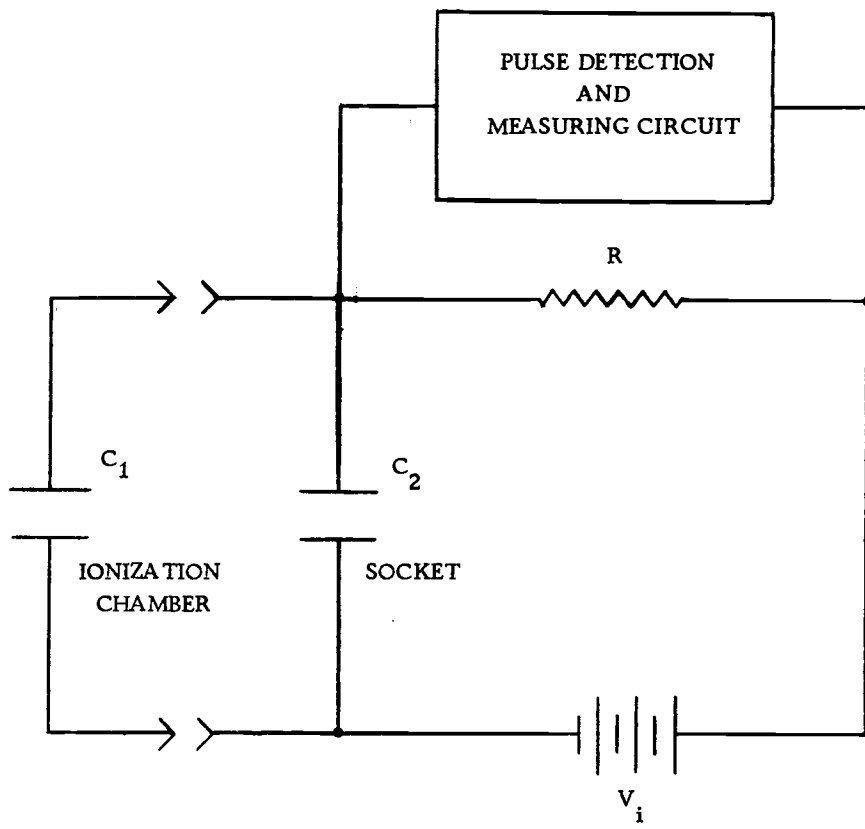 PULSE DETECTION
AND
MEASURING CIRCUIT
R
C1
C2
IONIZATION
CHAMBER
SOCKET
Vi